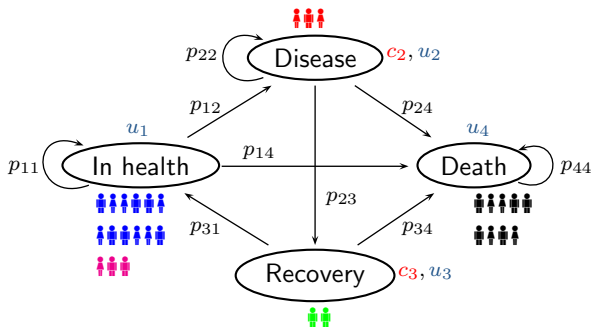 p22
Disease
c2, u2
p12
p24
u1
u4
p11
In health
p14
Death
p44
p23
p31
p34
Recovery
c3, u3